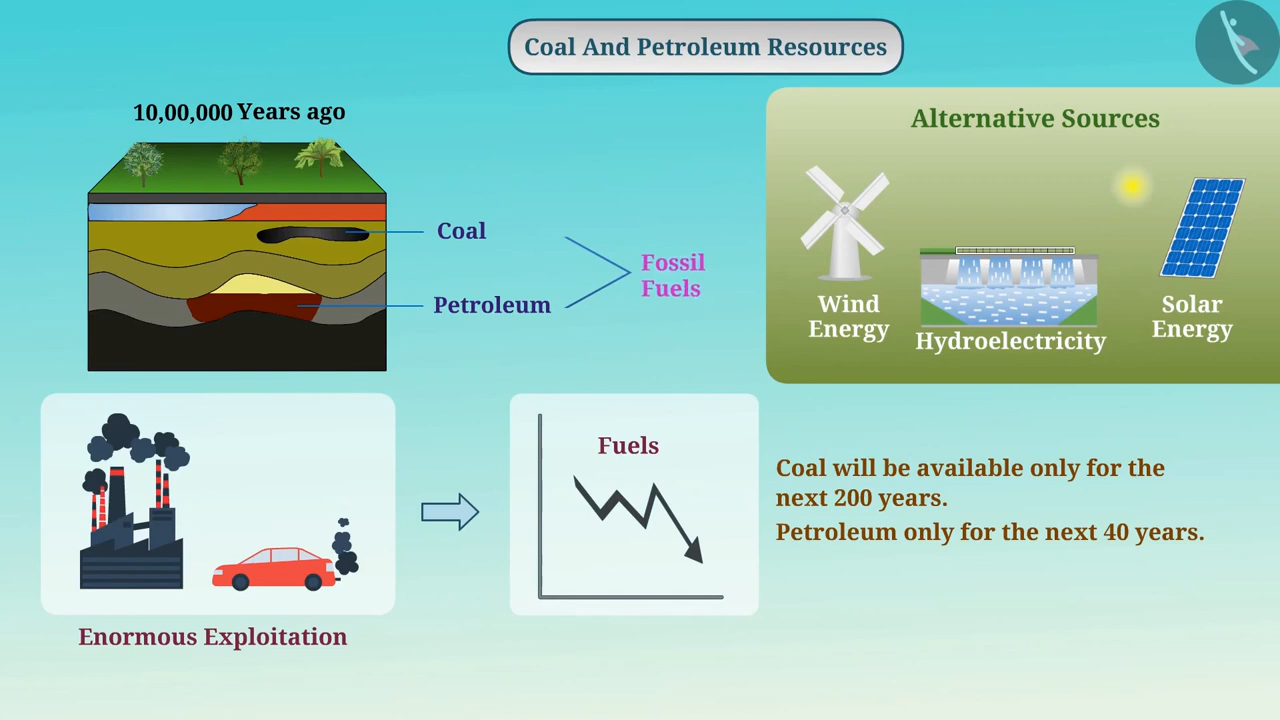 Coal And Petroleum Resources
10,00,000 Years ago
Coal
Petroleum
Fossil
Fuels
Alternative Sources
Wind
Energy
Hydroelectricity
Solar
Energy
Enormous Exploitation
Fuels
Coal will be available only for the
next 200 years.
Petroleum only for the next 40 years.